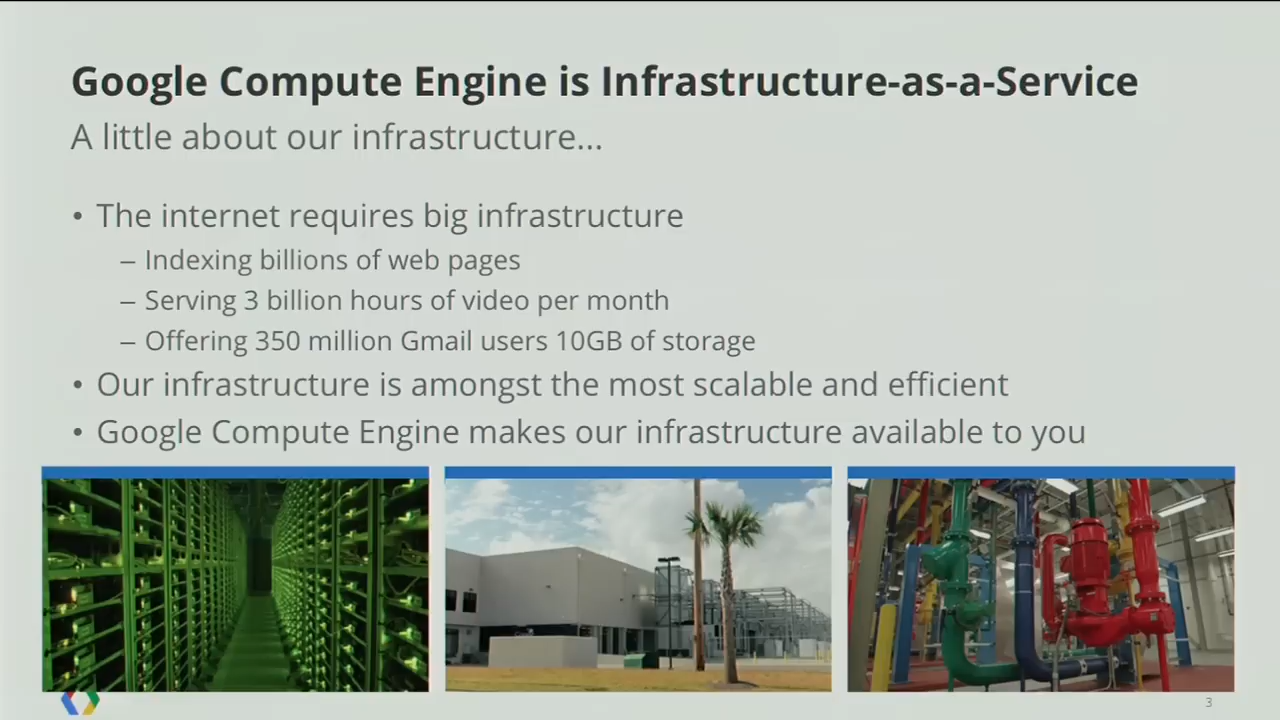 Google Compute Engine is Infrastructure-as-a-Service
A little about our infrastructure...
• The internet requires big infrastructure
– Indexing billions of web pages
– Serving 3 billion hours of video per month
– Offering 350 million Gmail users 10GB of storage
• Our infrastructure is amongst the most scalable and efficient
• Google Compute Engine makes our infrastructure available to you
3